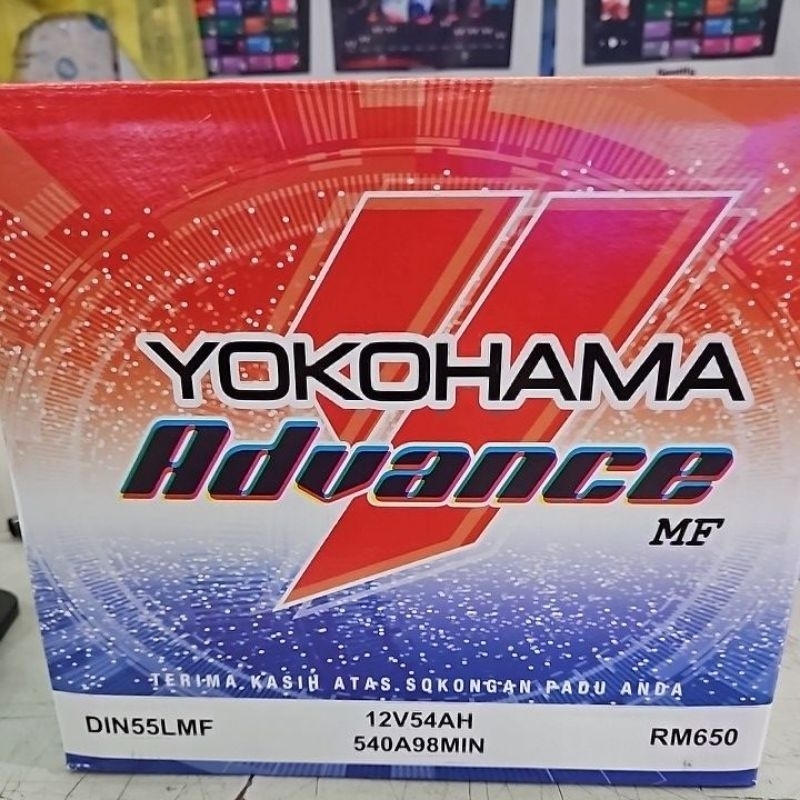 YOKOHAMA
Advance
MF
TERIMA KASIH ATAS SOKONGAN PADU ANDA
DIN55LMF
12V54AH
540A98MIN
RM650